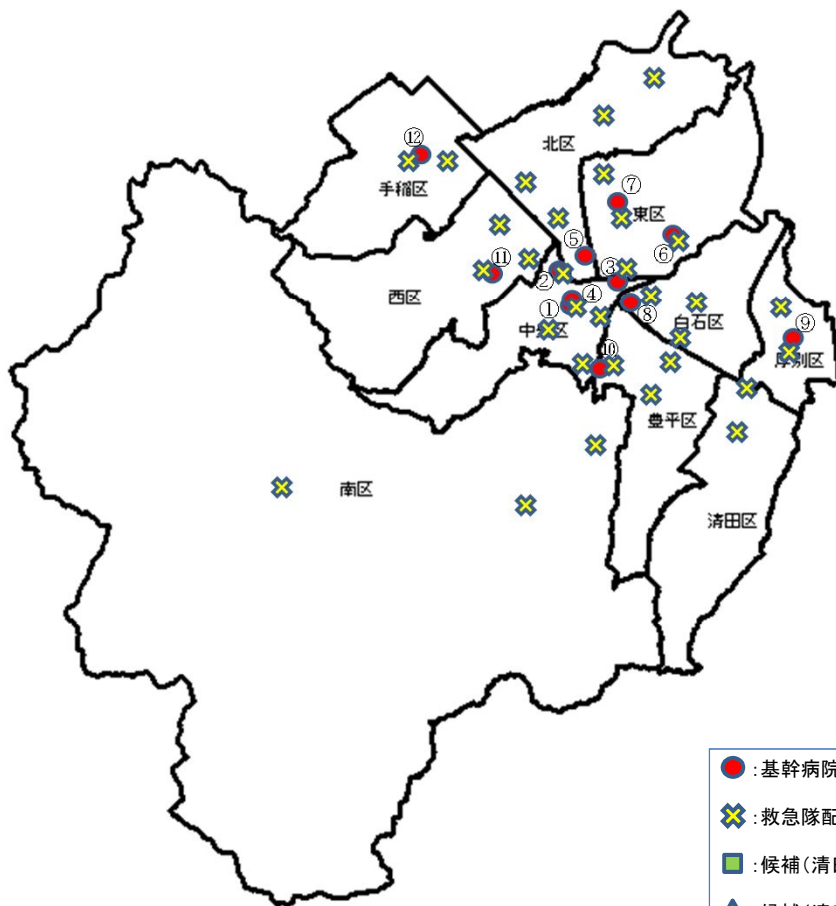 北区
⑫
手稲区
⑦
東区
⑤
⑥
⑪
②
③
西区
④
①
⑧
白石区
中央区
⑨
厚別区
⑩
豊平区
南区
清田区
:基幹病院
:救急隊配
:候補(清田